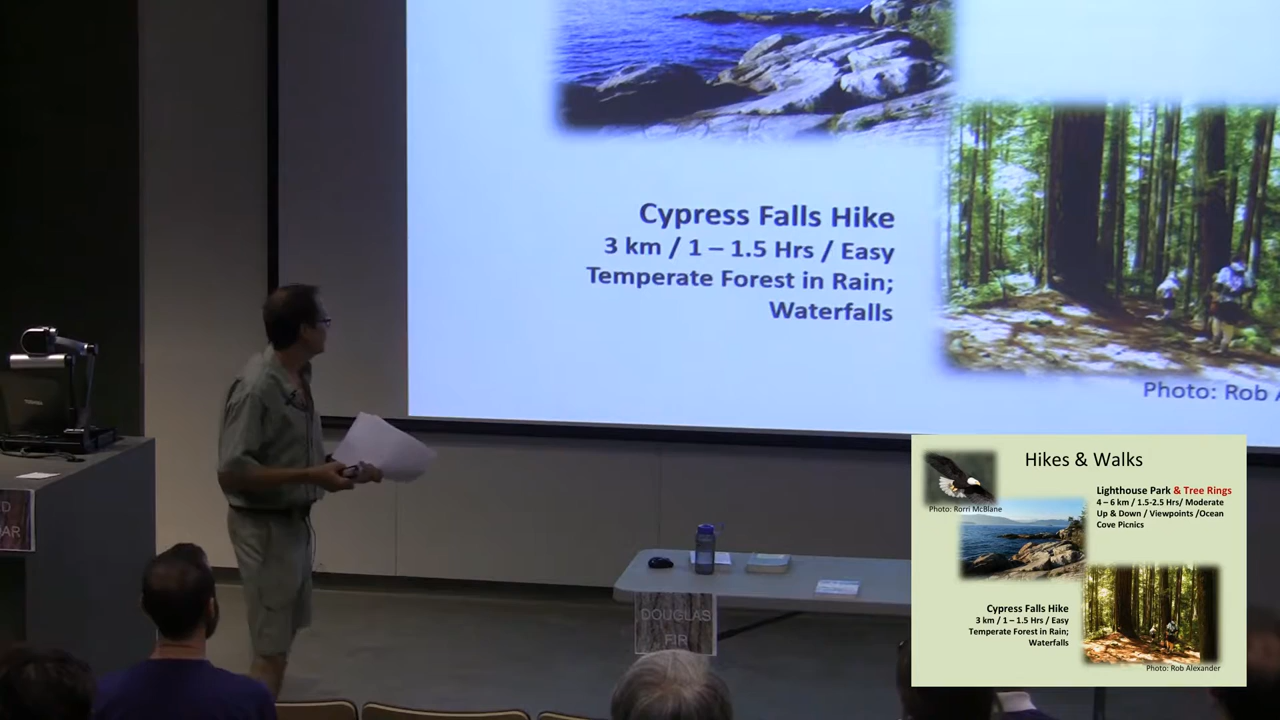 Cypress Falls Hike
3 km / 1 – 1.5 Hrs / Easy
Temperate Forest in Rain;
Waterfalls
Photo: Rob
TOSHIBA
DOUGLAS
FIR
Hikes & Walks
Photo: Rorri McBlane
Lighthouse Park & Tree Rings
4 – 6 km / 1.5-2.5 Hrs/ Moderate
Up & Down / Viewpoints /Ocean
Cove Picnics
Cypress Falls Hike
3 km / 1 – 1.5 Hrs / Easy
Temperate Forest in Rain;
Waterfalls
Photo: Rob Alexander